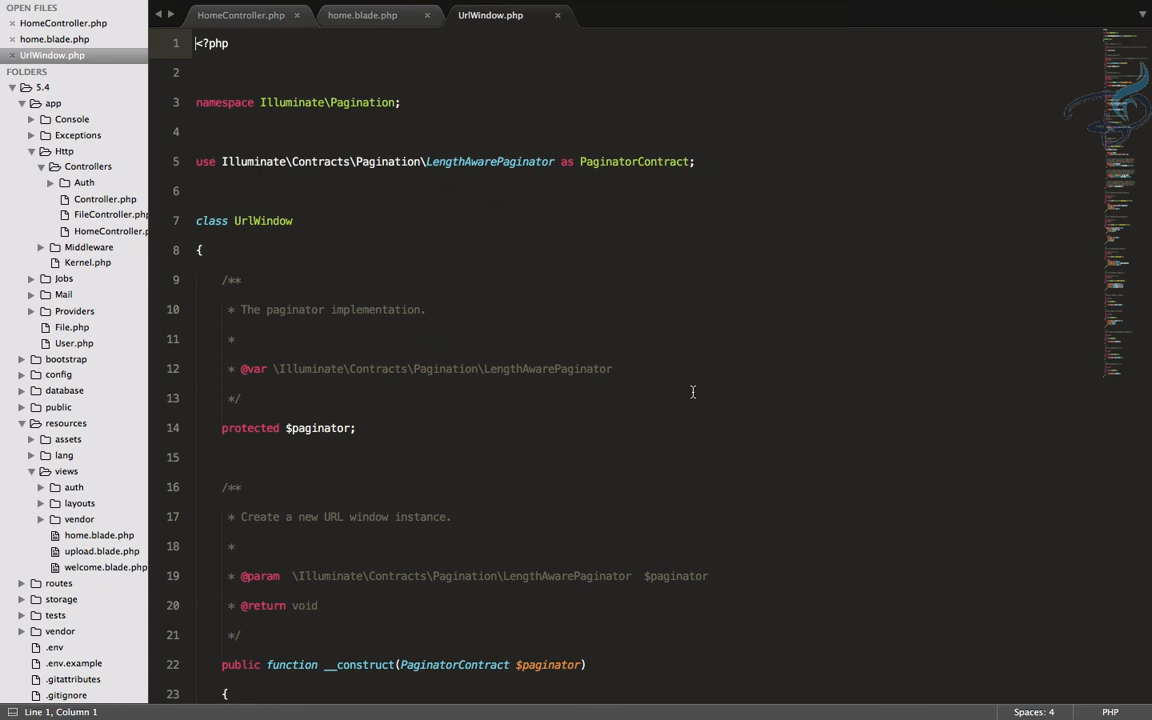 OPEN FILES
HomeController.php
home.blade.php
UrlWindow.php
FOLDERS
5.4
app
Console
Exceptions
Http
Controllers
Auth
Controller.php
FileController.php
HomeController.p
Middleware
Kernel.php
Jobs
Mail
Providers
File.php
User.php
bootstrap
config
database
public
resources
assets
lang
views
auth
layouts
vendor
home.blade.php
upload.blade.php
welcome.blade.php
routes
storage
tests
vendor
.env
.env.example
.gitattributes
.gitignore
HomeController.php home.blade.php UrlWindow.php
1 <?php
2
3 namespace Illuminate\Pagination;
4
5 use Illuminate\Contracts\Pagination\LengthAwarePaginator as PaginatorContract;
6
7 class UrlWindow
8 {
9 /**
10 * The paginator implementation.
11 *
12 * @var \Illuminate\Contracts\Pagination\LengthAwarePaginator
13 */
14 protected $paginator;
15
16 /**
17 * Create a new URL window instance.
18 *
19 * @param \Illuminate\Contracts\Pagination\LengthAwarePaginator $paginator
20 * @return void
21 */
22 public function __construct(PaginatorContract $paginator)
23 {
Line 1, Column 1 Spaces: 4 PHP